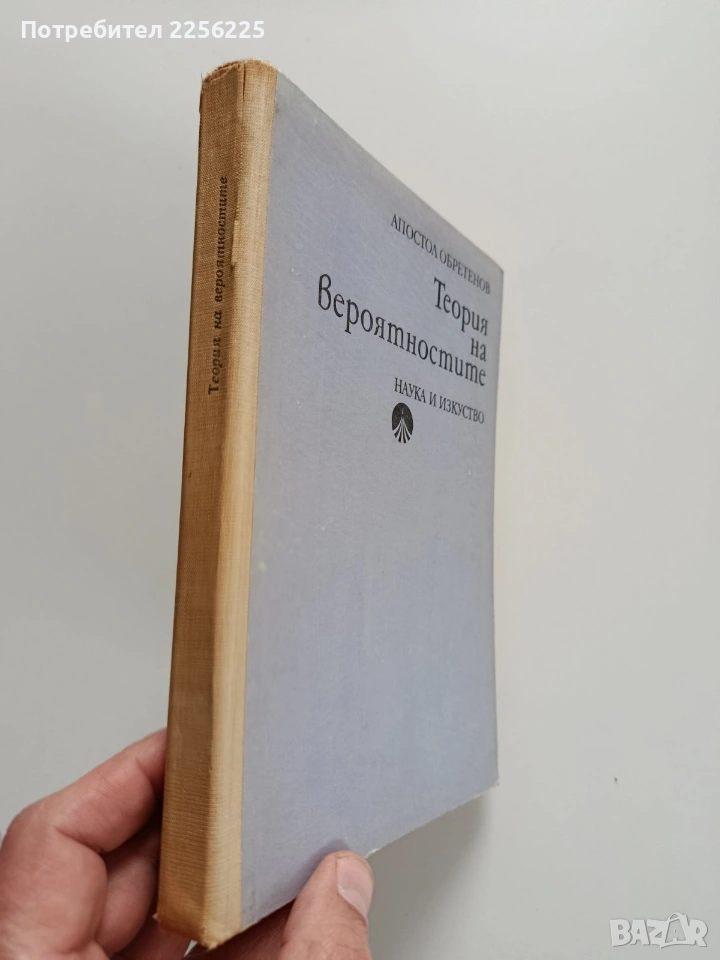 Потребител 2256225
Теория на вероятностите
АПОСТОЛ ОБРЕТЕНОВ
Теория
на
вероятностите
НАУКА И ИЗКУСТВО
BAZAR